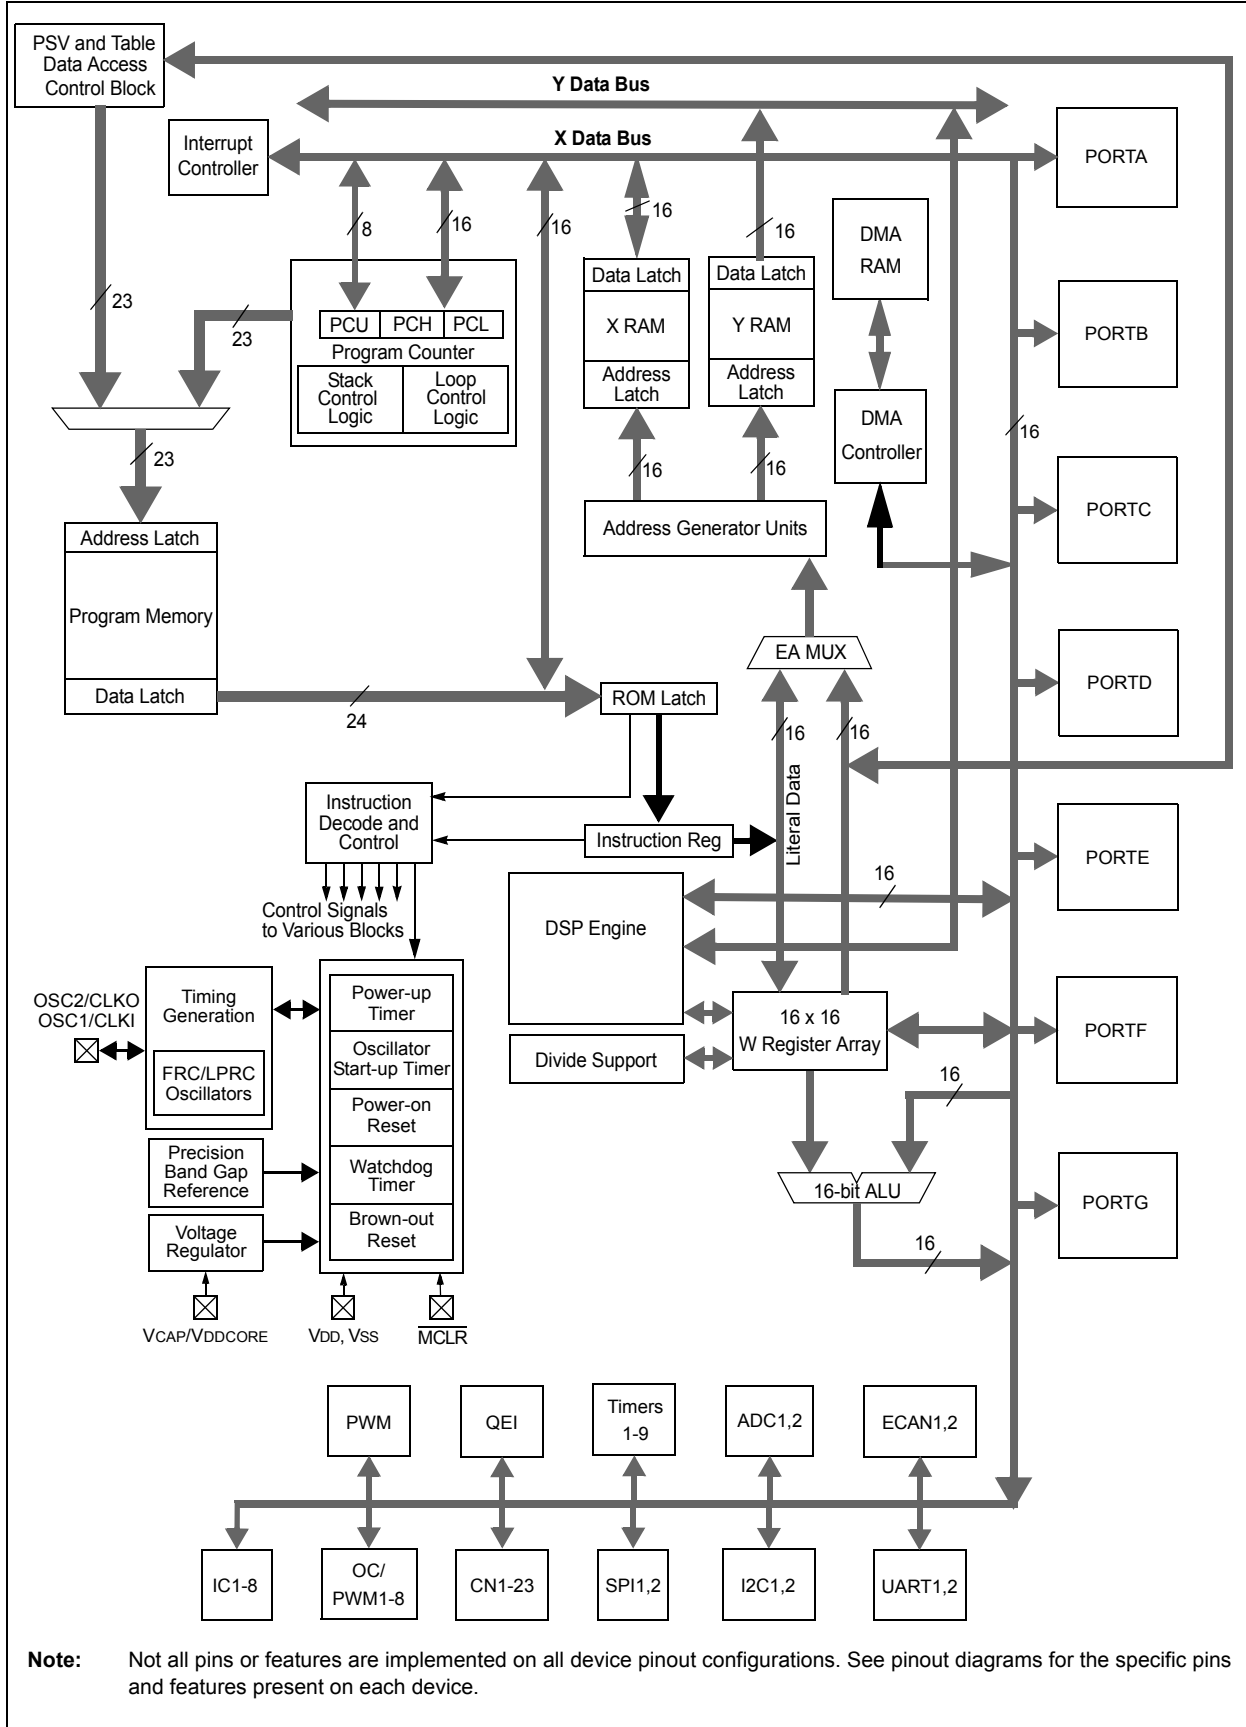 PSV and Table
Data Access
Control Block
Y Data Bus
X Data Bus
Interrupt
Controller
PORTA
8
16
16
16
16
DMA
RAM
Data Latch
Data Latch
23
23
PCU
PCH
PCL
X RAM
Y RAM
PORTB
Program Counter
Stack
Control
Logic
Loop
Control
Logic
Address
Latch
Address
Latch
DMA
Controller
16
23
16
16
PORTC
Address Generator Units
Address Latch
Program Memory
EA MUX
PORTD
Data Latch
24
ROM Latch
16
16
Literal Data
Instruction
Decode and
Control
Instruction Reg
PORTE
16
Control Signals
to Various Blocks
DSP Engine
OSC2/CLKO
OSC1/CLKI
Timing
Generation
Power-up
Timer
16 x 16
W Register Array
PORTF
Oscillator
Start-up Timer
Divide Support
FRC/LPRC
Oscillators
16
Power-on
Reset
Precision
Band Gap
Reference
Watchdog
Timer
16-bit ALU
PORTG
Voltage
Regulator
Brown-out
Reset
16
VCAP/VDDCORE
VDD, VSS
MCLR
PWM
QEI
Timers
1-9
ADC1,2
ECAN1,2
IC1-8
OC/
PWM1-8
CN1-23
SPI1,2
I2C1,2
UART1,2
Note: Not all pins or features are implemented on all device pinout configurations. See pinout diagrams for the specific pins
and features present on each device.